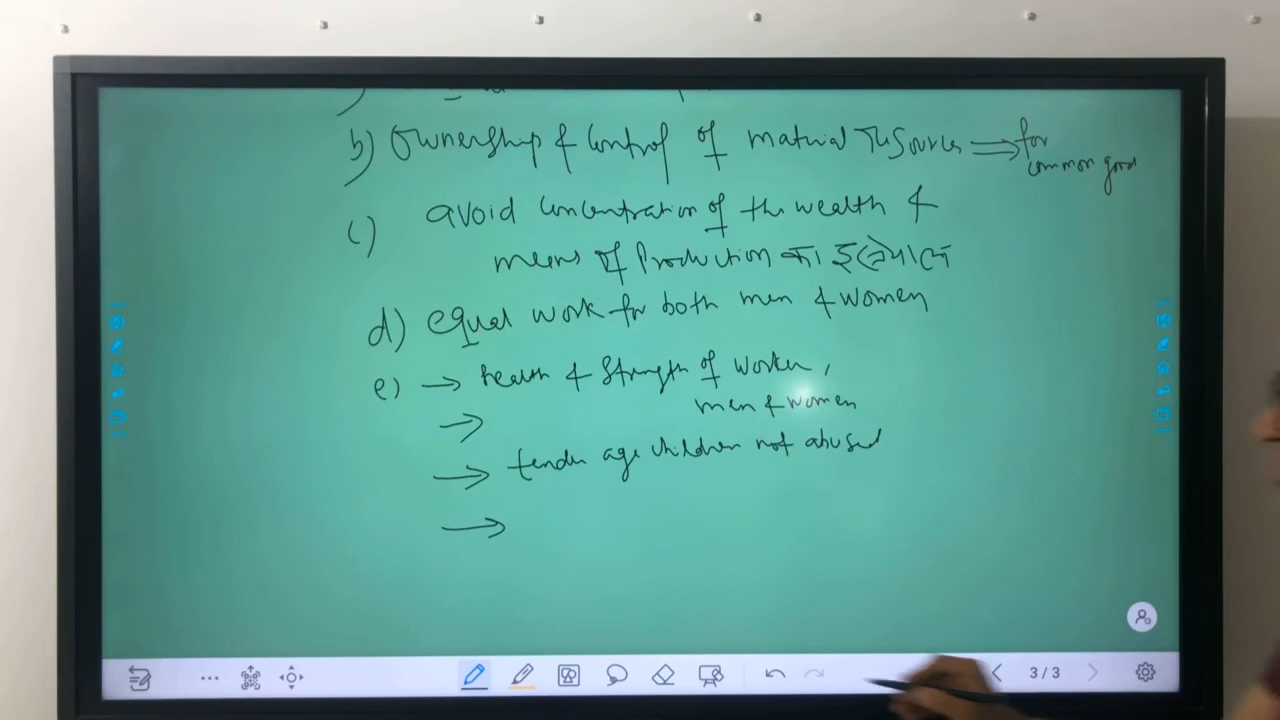 b) Ownership & Control of material resources ⇒ for
common good
c) avoid concentration of the wealth &
means of Production का
d) equal work for both men & women
e) → health & strength of worker,
men & women
→
→ tender age children not abused
→
3/3